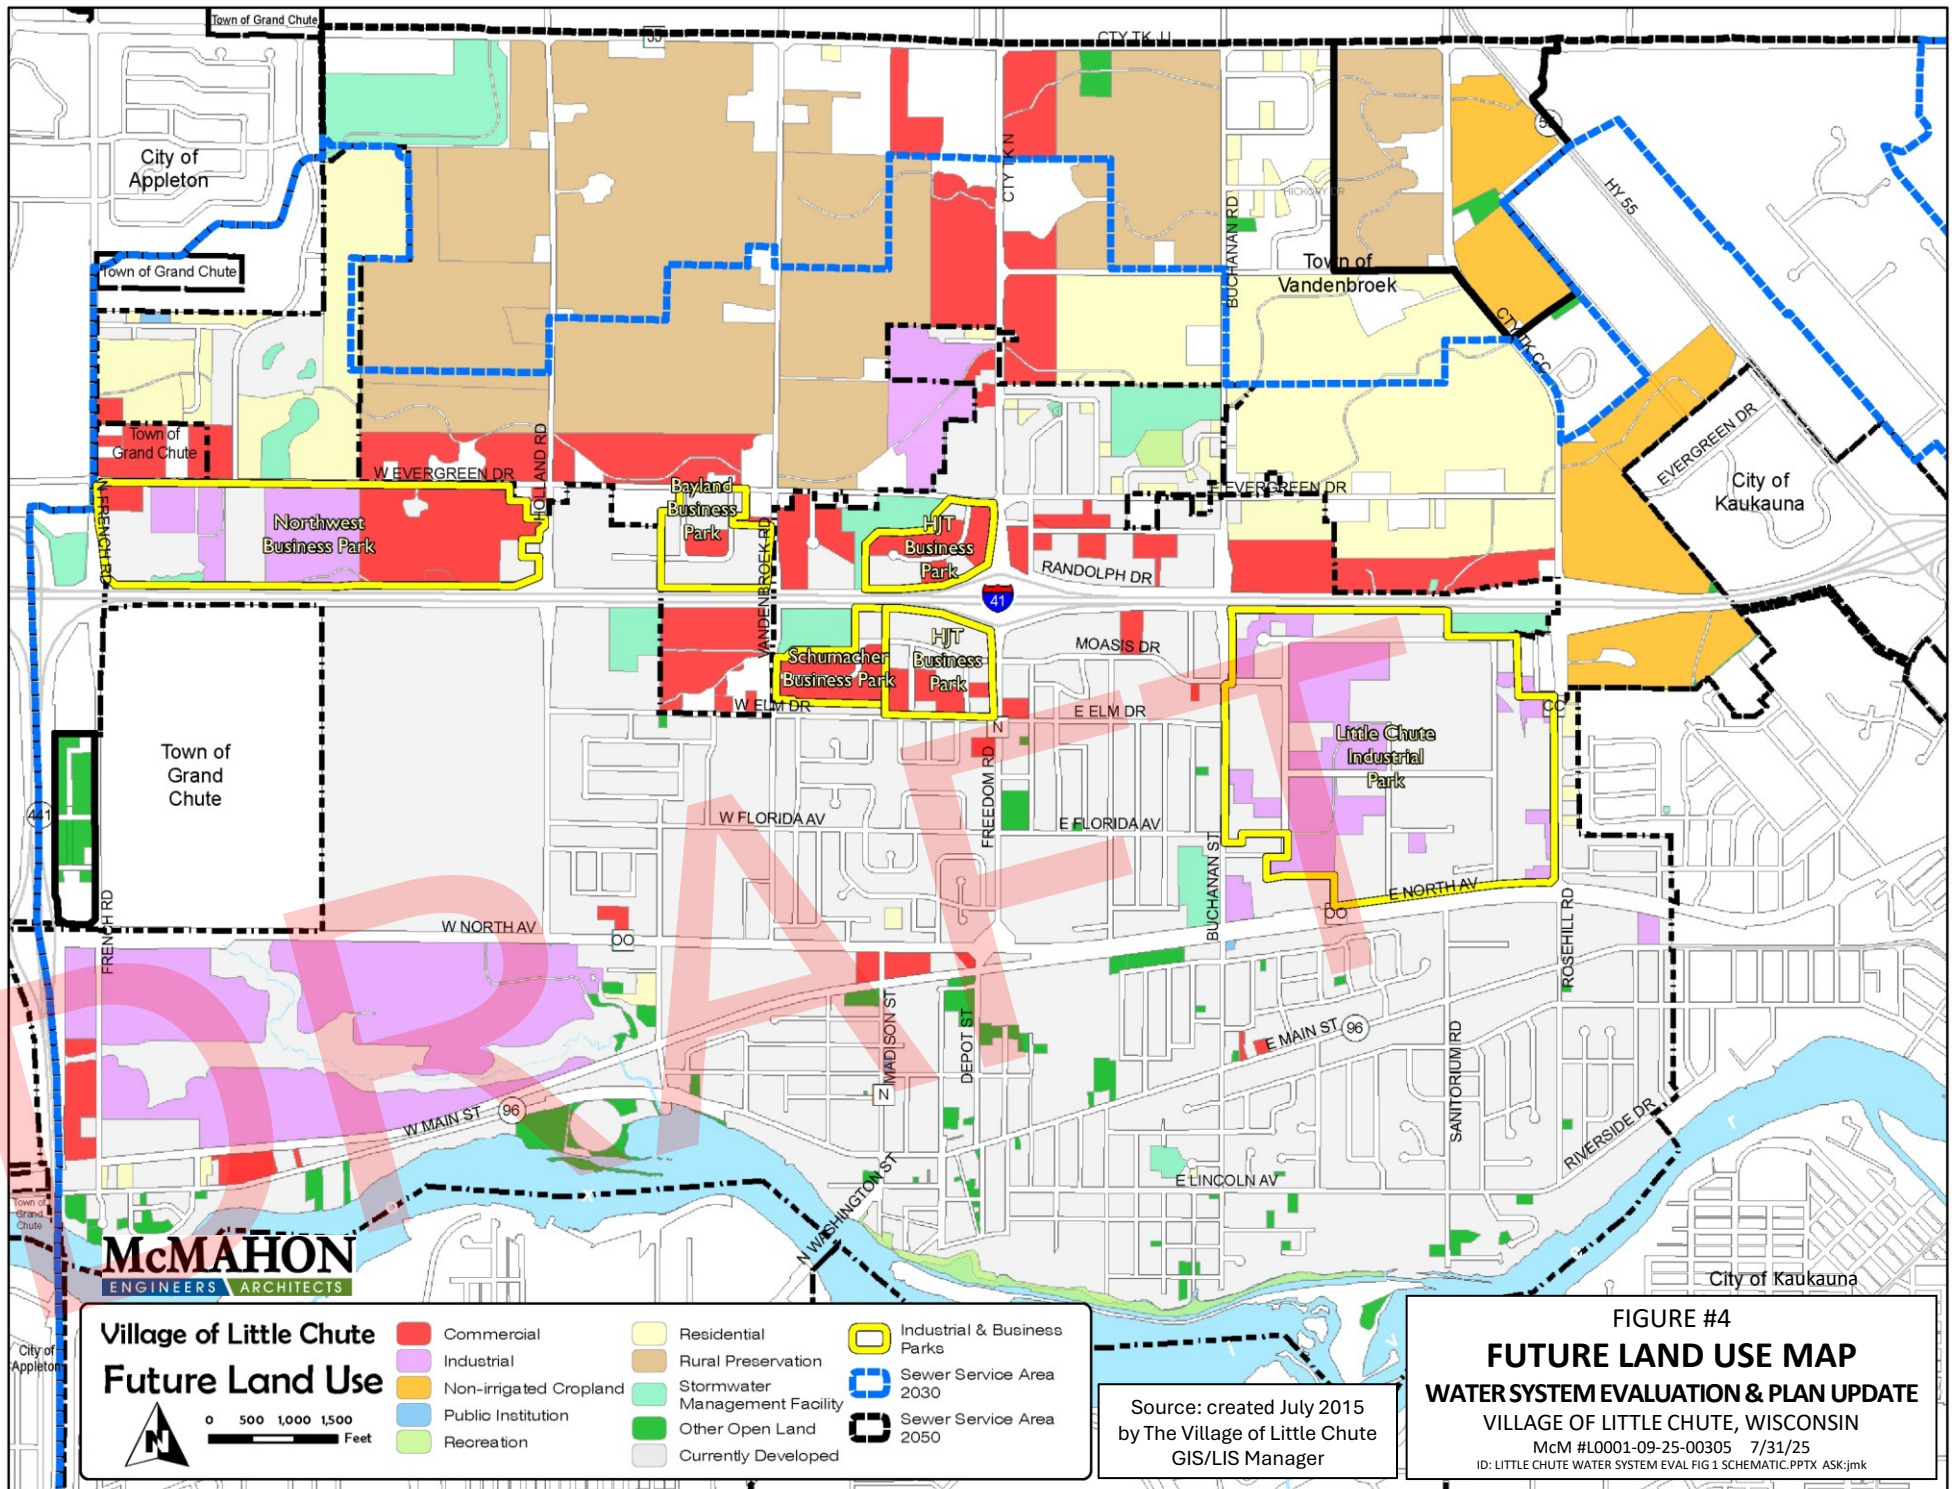 Town of Grand Chute
55
CTY TK U
City of
Appleton
CTY TK N
55
HY 55
HICKORY DR
BUCHANAN RD
Town of Grand Chute
Town of
Vandenbroek
CTY TK CC
Town of
Grand Chute
HOLLAND RD
W EVERGREEN DR
EVERGREEN DR
City of
Kaukauna
N FRENCH RD
Northwest
Business Park
Bayland
Business
Park
VANDENBROEK RD
HJT
Business
Park
E EVERGREEN DR
RANDOLPH DR
41
MOASIS DR
Schumacher
Business Park
HJT
Business
Park
W ELM DR
E ELM DR
N
CC
Town of
Grand
Chute
Little Chute
Industrial
Park
FREEDOM RD
441
W FLORIDA AV
E FLORIDA AV
BUCHANAN ST
FRENCH RD
W NORTH AV
OO
E NORTH AV
OO
ROSEHILL RD
MADISON ST
DEPOT ST
E MAIN ST
96
SANITORIUM RD
N
W MAIN ST
96
RIVERSIDE DR
E LINCOLN AV
N WASHINGTON ST
Town of
Grand
Chute
DRAFT
McMAHON
ENGINEERS ARCHITECTS
City of Kaukauna
City of
Appleton
Village of Little Chute
Future Land Use
N
0 500 1,000 1,500
Feet
Commercial
Industrial
Non-irrigated Cropland
Public Institution
Recreation
Residential
Rural Preservation
Stormwater
Management Facility
Other Open Land
Currently Developed
Industrial & Business
Parks
Sewer Service Area
2030
Sewer Service Area
2050
Source: created July 2015
by The Village of Little Chute
GIS/LIS Manager
FIGURE #4
FUTURE LAND USE MAP
WATER SYSTEM EVALUATION & PLAN UPDATE
VILLAGE OF LITTLE CHUTE, WISCONSIN
McM #L0001-09-25-00305 7/31/25
ID: LITTLE CHUTE WATER SYSTEM EVAL FIG 1 SCHEMATIC.PPTX ASK:jmk